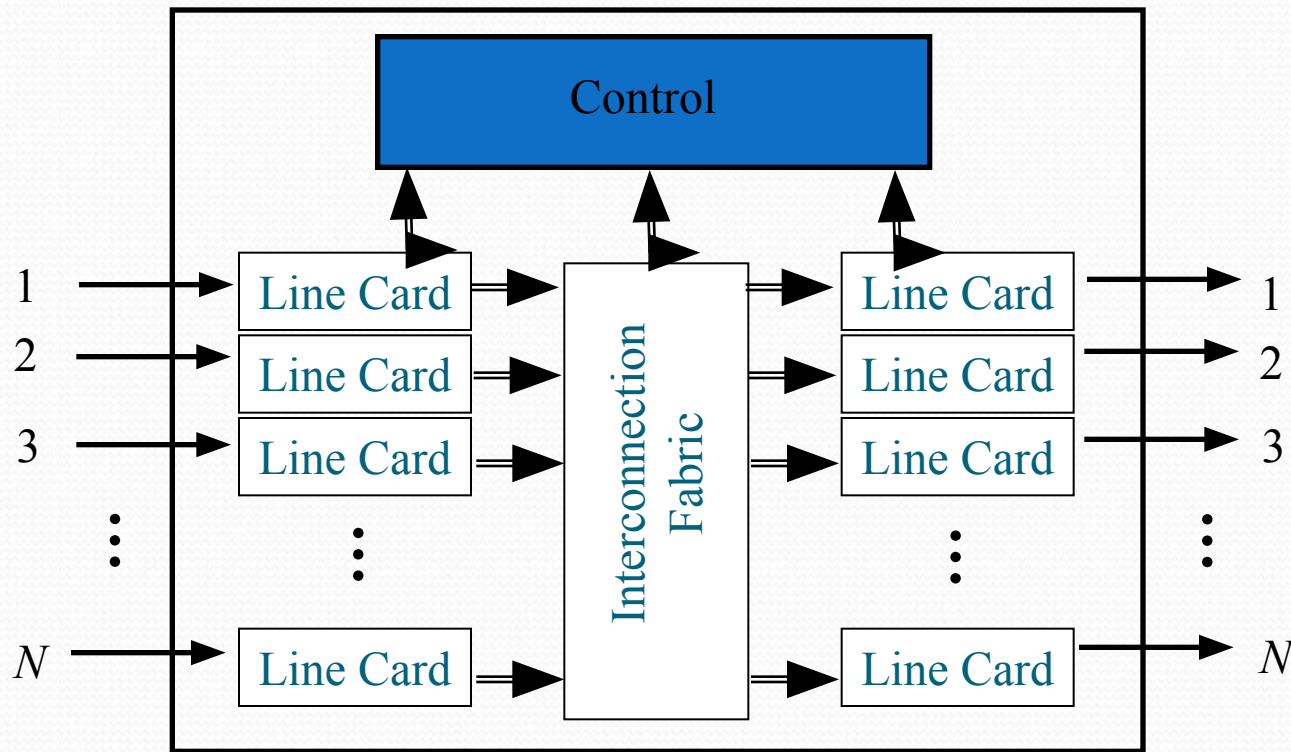 Control
1 Line Card Line Card 1
2 Line Card Line Card 2
3 Line Card Line Card 3
Interconnection
Fabric
N Line Card Line Card N